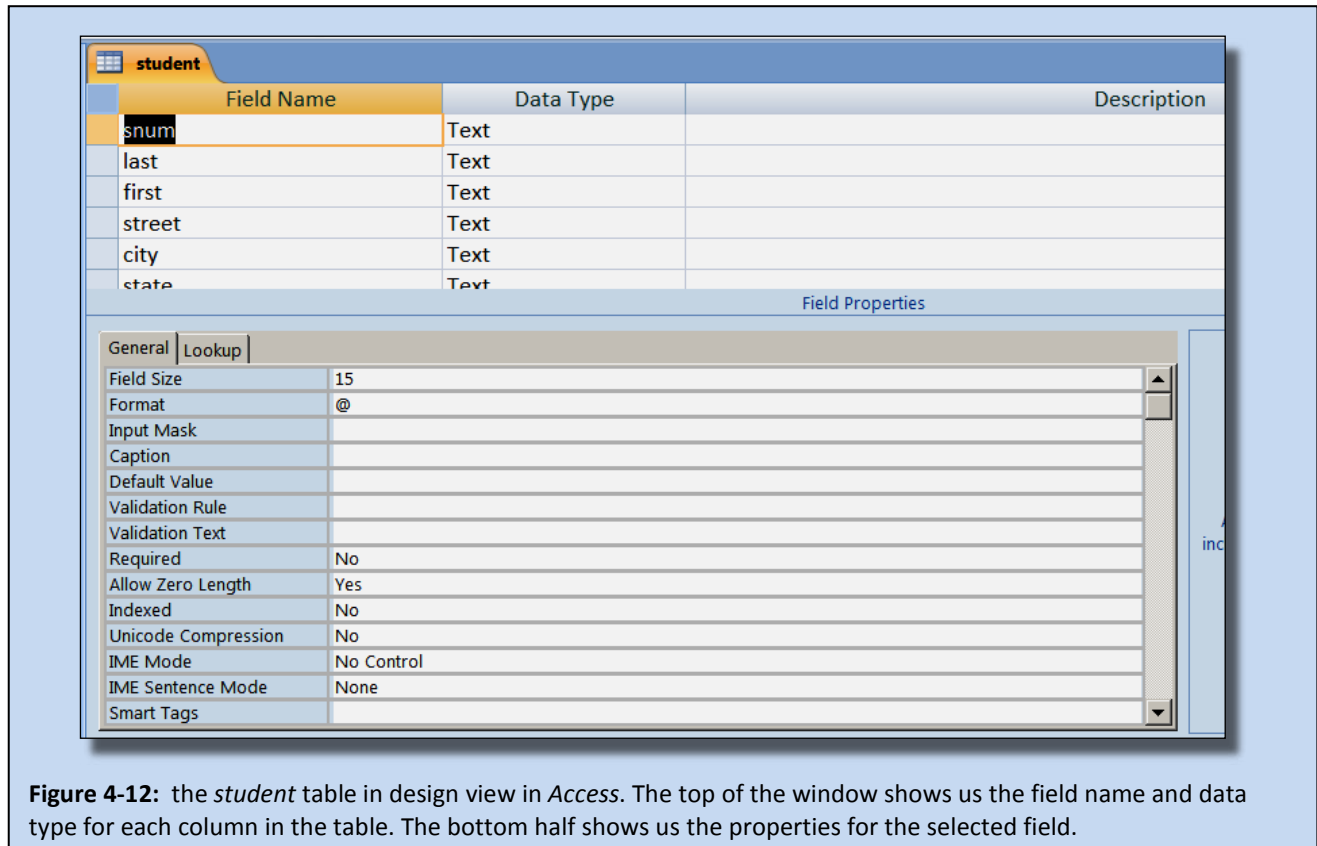 student
Field Name Data Type Description
snum Text
last Text
first Text
street Text
city Text
state Text
Field Properties
General Lookup
Field Size 15
Format @
Input Mask
Caption
Default Value
Validation Rule
Validation Text
Required No
inc
Allow Zero Length Yes
Indexed No
Unicode Compression No
IME Mode No Control
IME Sentence Mode None
Smart Tags
Figure 4-12: the student table in design view in Access. The top of the window shows us the field name and data
type for each column in the table. The bottom half shows us the properties for the selected field.